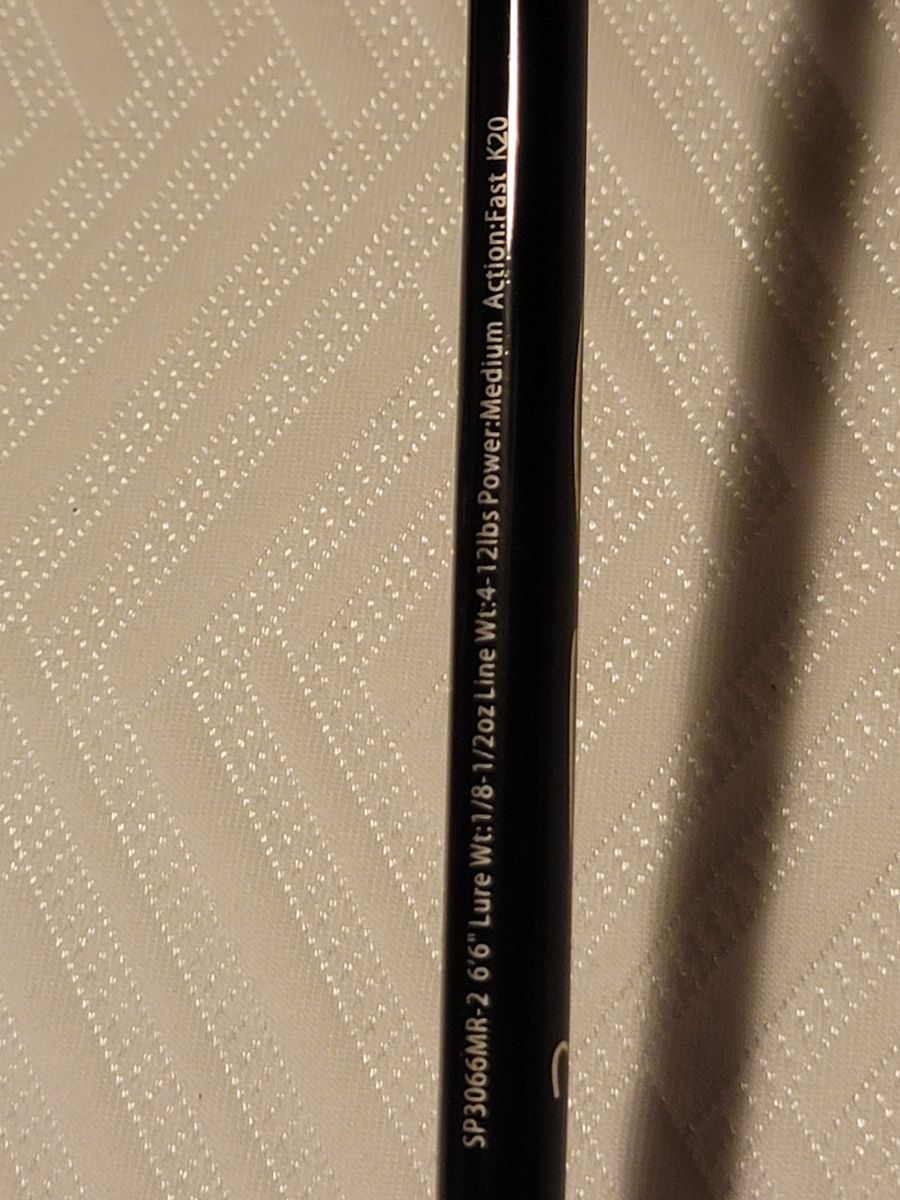 SP3066MR-2 6'6" Lure Wt:1/8-1/2oz Line Wt:4-12lbs Power:Medium Action:Fast K20